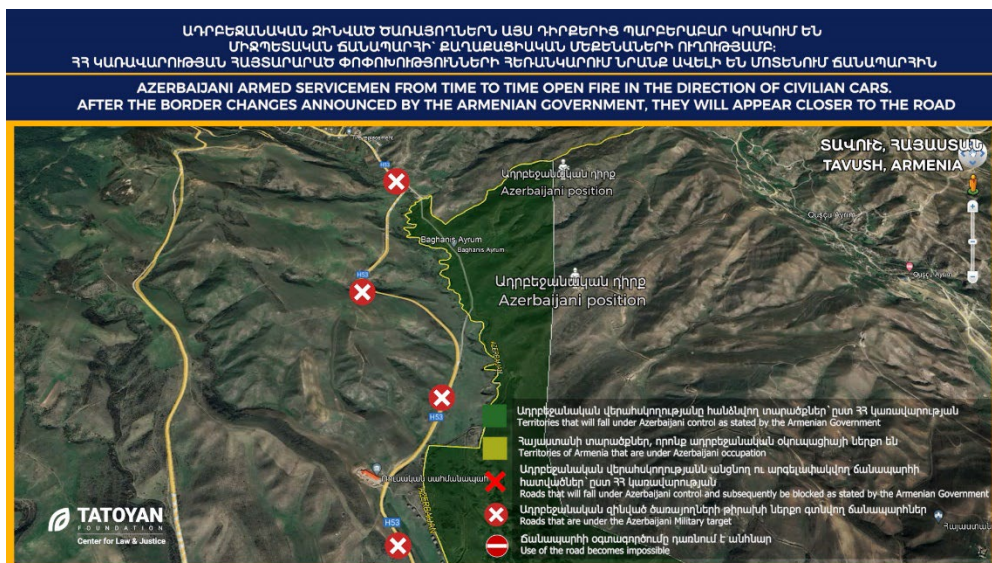 ԱԴՐԲԵՋԱՆԱԿԱՆ ԶԻՆՎԱԾ ԾԱՌԱՅՈՂՆԵՐՆ ԱՅՍ ԴԻՐՔԵՐԻՑ ՊԱՐԲԵՐԱԲԱՐ ԿՐԱԿՈՒՄ ԵՆ
ՄԻՋՊԵՏԱԿԱՆ ՃԱՆԱՊԱՐՀԻ՝ ՔԱՂԱՔԱՑԻԱԿԱՆ ՄԵՔԵՆԱՆԵՐԻ ՈՒՂՂՈՒԹՅԱՄԲ:
ՀՀ ԿԱՌԱՎԱՐՈՒԹՅԱՆ ՀԱՅՏԱՐԱՐԱԾ ՓՈՓՈԽՈՒԹՅՈՒՆՆԵՐԻ ՀԵՌԱՆԿԱՐՈՒՄ ՆՐԱՆՔ ԱՎԵԼԻ ԵՆ ՄՈՏԵՆՈՒՄ ՃԱՆԱՊԱՐՀԻՆ
AZERBAIJANI ARMED SERVICEMEN FROM TIME TO TIME OPEN FIRE IN THE DIRECTION OF CIVILIAN CARS.
AFTER THE BORDER CHANGES ANNOUNCED BY THE ARMENIAN GOVERNMENT, THEY WILL APPEAR CLOSER TO THE ROAD
ՏԱՎՈՒՇ, ՀԱՅԱՍՏԱՆ
TAVUSH, ARMENIA
H53
Ադրբեջանական դիրք
Azerbaijani position
Baghanis Ayrum
Baghanis Ayrum
H53
Ադրբեջանական դիրք
Azerbaijani position
H53
Ադրբեջանական վերահսկողությանը հանձնվող տարածքներ՝ ըստ ՀՀ կառավարության
Territories that will fall under Azerbaijani control as stated by the Armenian Government
Հայաստանի տարածքներ, որոնք ադրբեջանական օկուպացիայի ներքո են
Territories of Armenia that are under Azerbaijani occupation
Ադրբեջանական վերահսկողությանն անցնող ու արգելափակվող ճանապարհի
հատվածներ՝ ըստ ՀՀ կառավարության
Roads that will fall under Azerbaijani control and subsequently be blocked as stated by the Armenian Government
Ադրբեջանական զինված ծառայողների թիրախի ներքո գտնվող ճանապարհներ
Roads that are under the Azerbaijani Military target
Ճանապարհի օգտագործումը դառնում է անհնար
Use of the road becomes impossible
H53
Հայաստան
TATOYAN
FOUNDATION
Center for Law & Justice